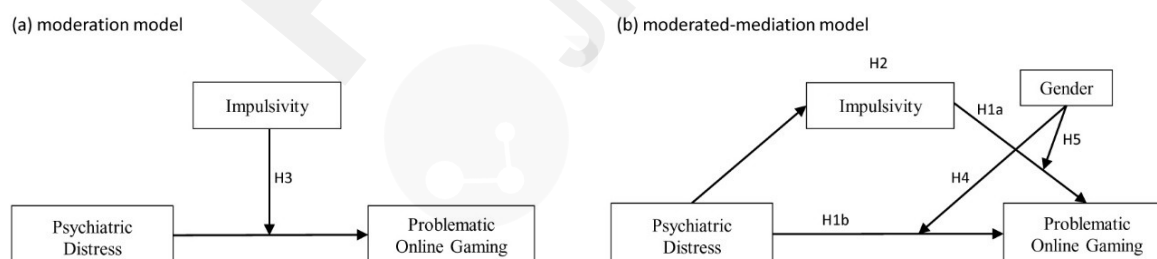 (a) moderation model
Impulsivity
H3
Psychiatric
Distress
Problematic
Online Gaming
(b) moderated-mediation model
H2
Impulsivity
Gender
H1a
H5
H4
Psychiatric
Distress
H1b
Problematic
Online Gaming